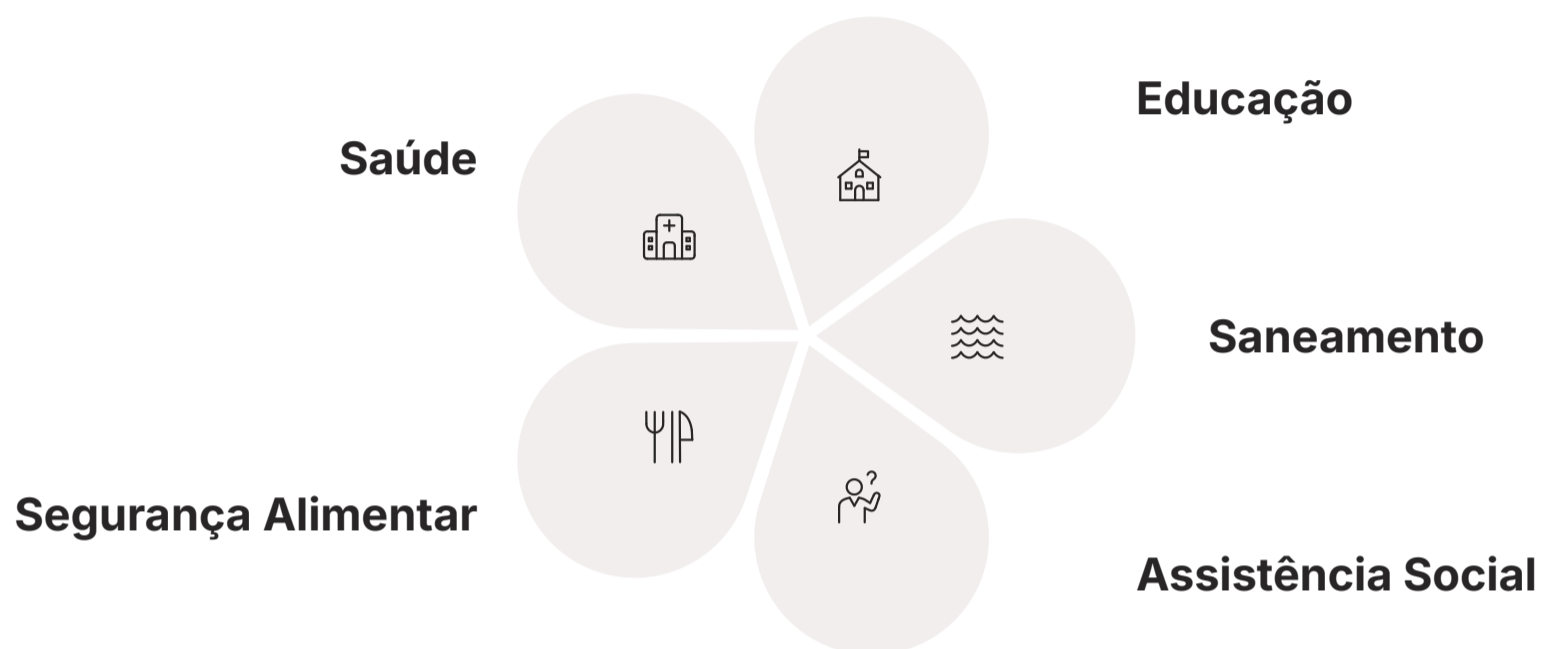 Educação
Saúde
Saneamento
Segurança Alimentar
Assistência Social